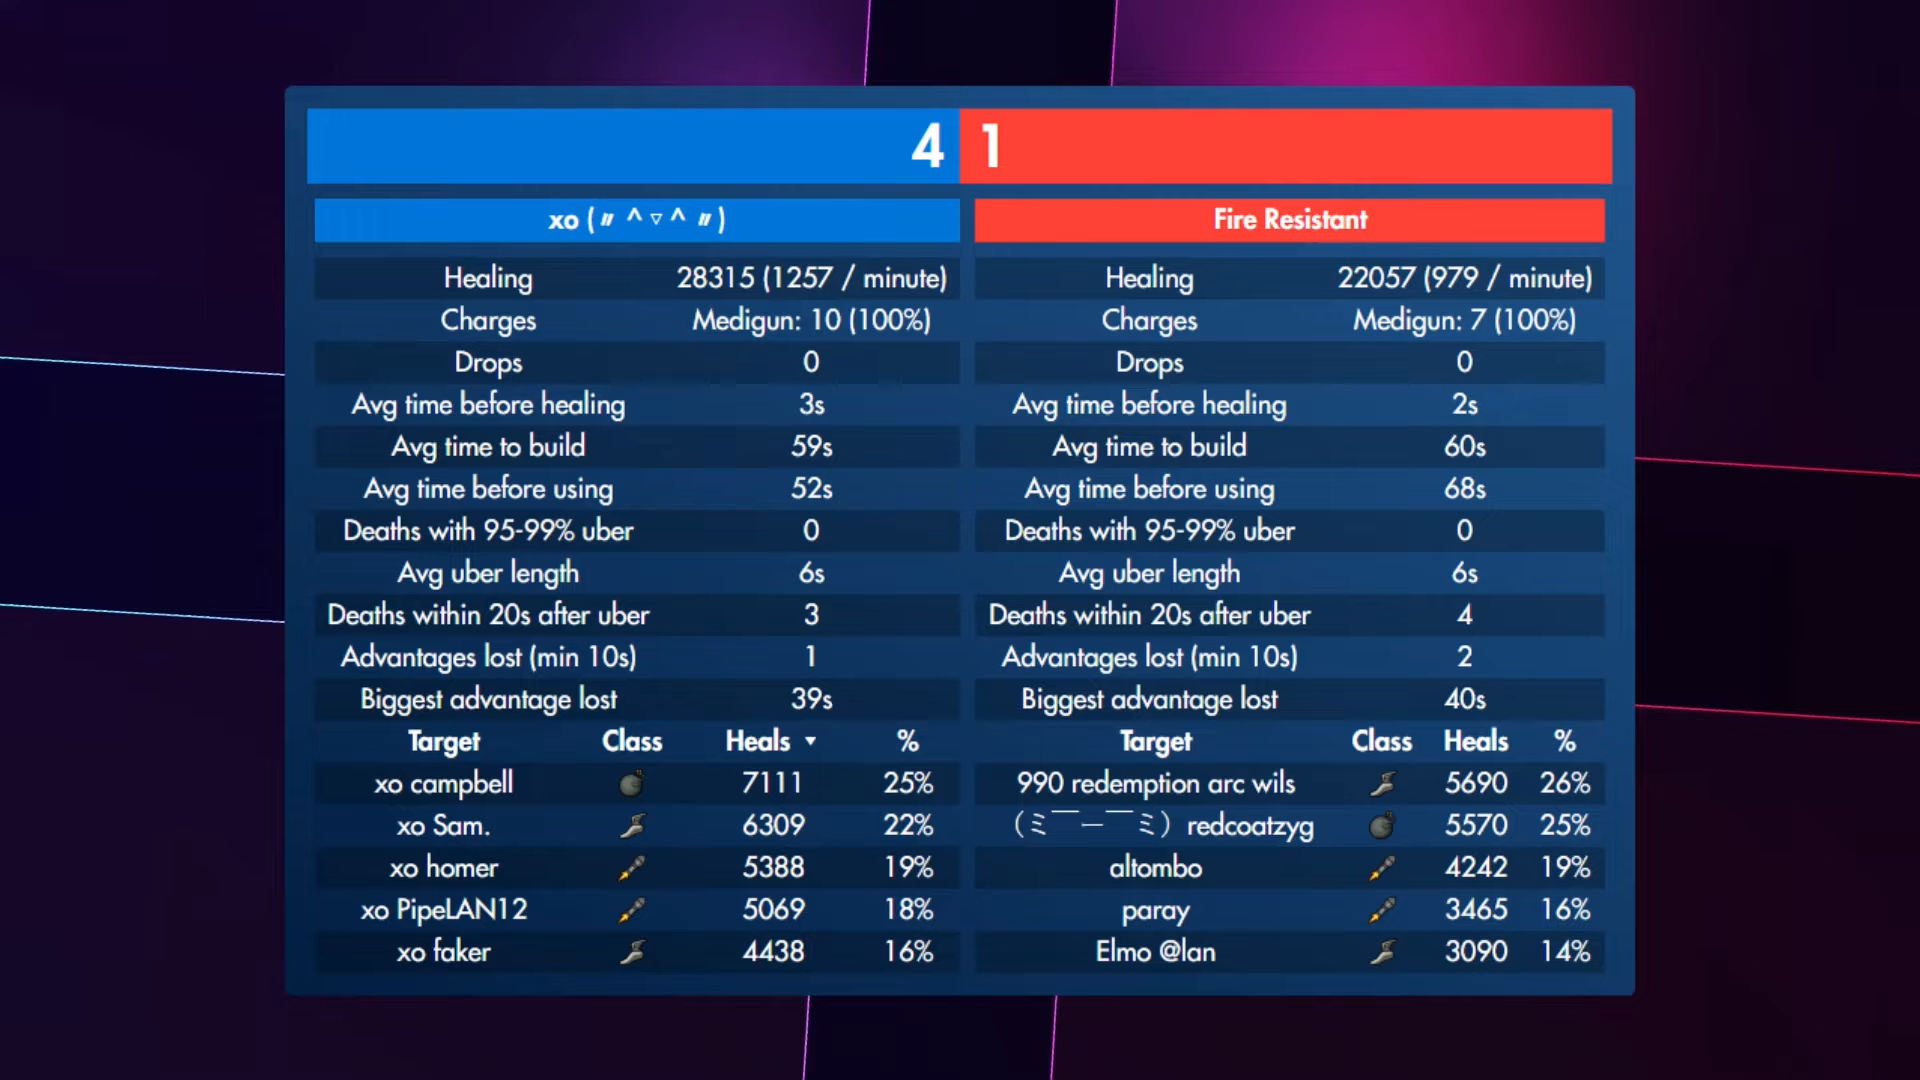 4 1
xo (〃^▽^〃)
Healing 28315 (1257 / minute)
Charges Medigun: 10 (100%)
Drops 0
Avg time before healing 3s
Avg time to build 59s
Avg time before using 52s
Deaths with 95-99% uber 0
Avg uber length 6s
Deaths within 20s after uber 3
Advantages lost (min 10s) 1
Biggest advantage lost 39s
Target Class Heals ▼ %
xo campbell 7111 25%
xo Sam. 6309 22%
xo homer 5388 19%
xo PipeLAN12 5069 18%
xo faker 4438 16%
Fire Resistant
Healing 22057 (979 / minute)
Charges Medigun: 7 (100%)
Drops 0
Avg time before healing 2s
Avg time to build 60s
Avg time before using 68s
Deaths with 95-99% uber 0
Avg uber length 6s
Deaths within 20s after uber 4
Advantages lost (min 10s) 2
Biggest advantage lost 40s
Target Class Heals %
990 redemption arc wils 5690 26%
（ミ￣ー￣ミ）redcoatzyg 5570 25%
altombo 4242 19%
paray 3465 16%
Elmo @lan 3090 14%